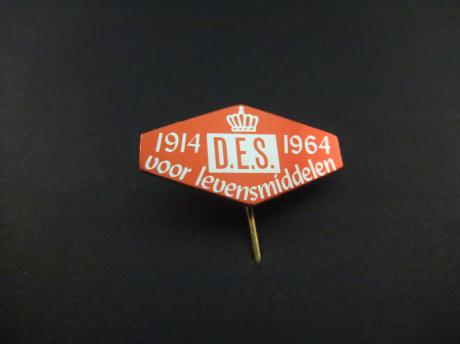 1914 D.E.S. 1964
voor levensmiddelen